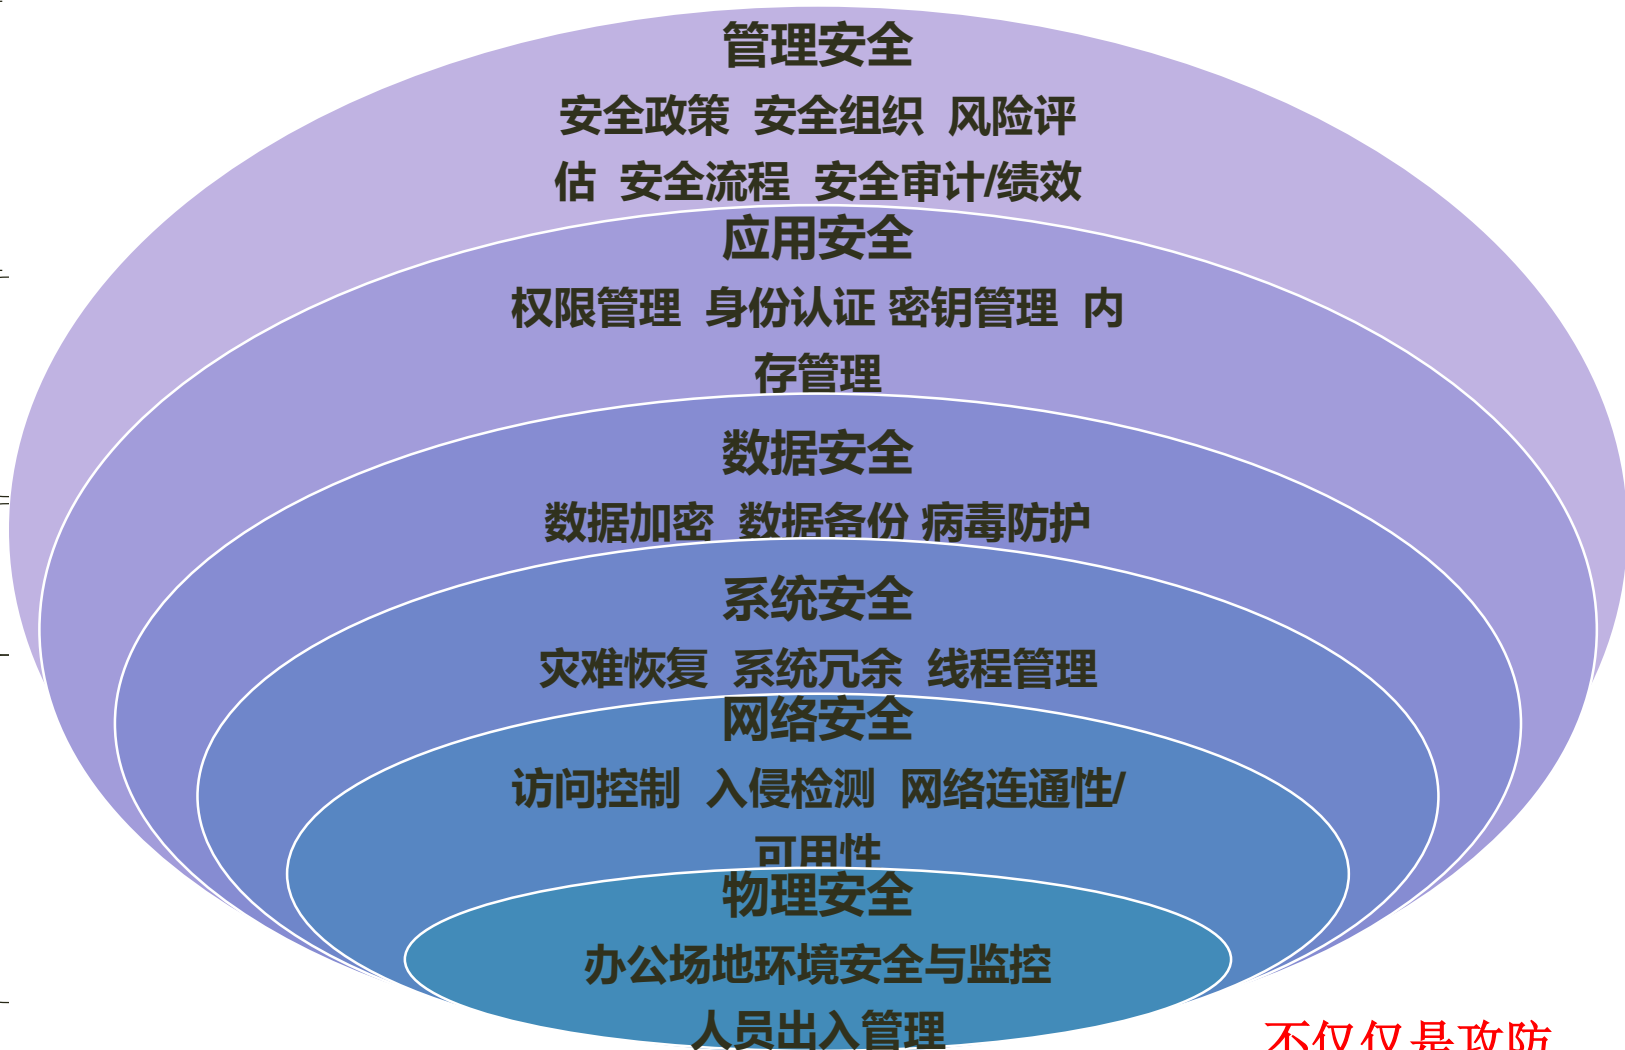 管理安全
安全政策 安全组织 风险评
估 安全流程 安全审计/绩效
应用安全
权限管理 身份认证 密钥管理 内
存管理
数据安全
数据加密 数据备份 病毒防护
系统安全
灾难恢复 系统冗余 线程管理
网络安全
访问控制 入侵检测 网络连通性/
可用性
物理安全
办公场地环境安全与监控
人员出入管理
不仅仅是攻防